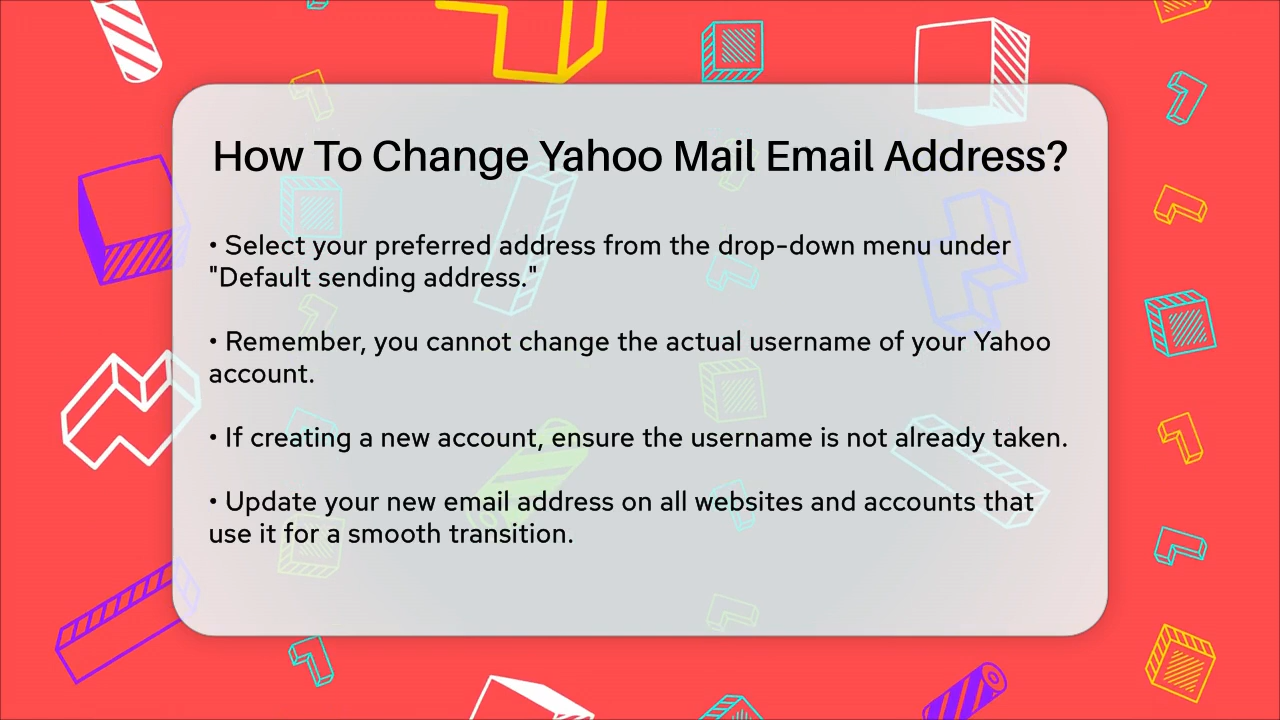 How To Change Yahoo Mail Email Address?
• Select your preferred address from the drop-down menu under
"Default sending address."
• Remember, you cannot change the actual username of your Yahoo
account.
• If creating a new account, ensure the username is not already taken.
• Update your new email address on all websites and accounts that
use it for a smooth transition.